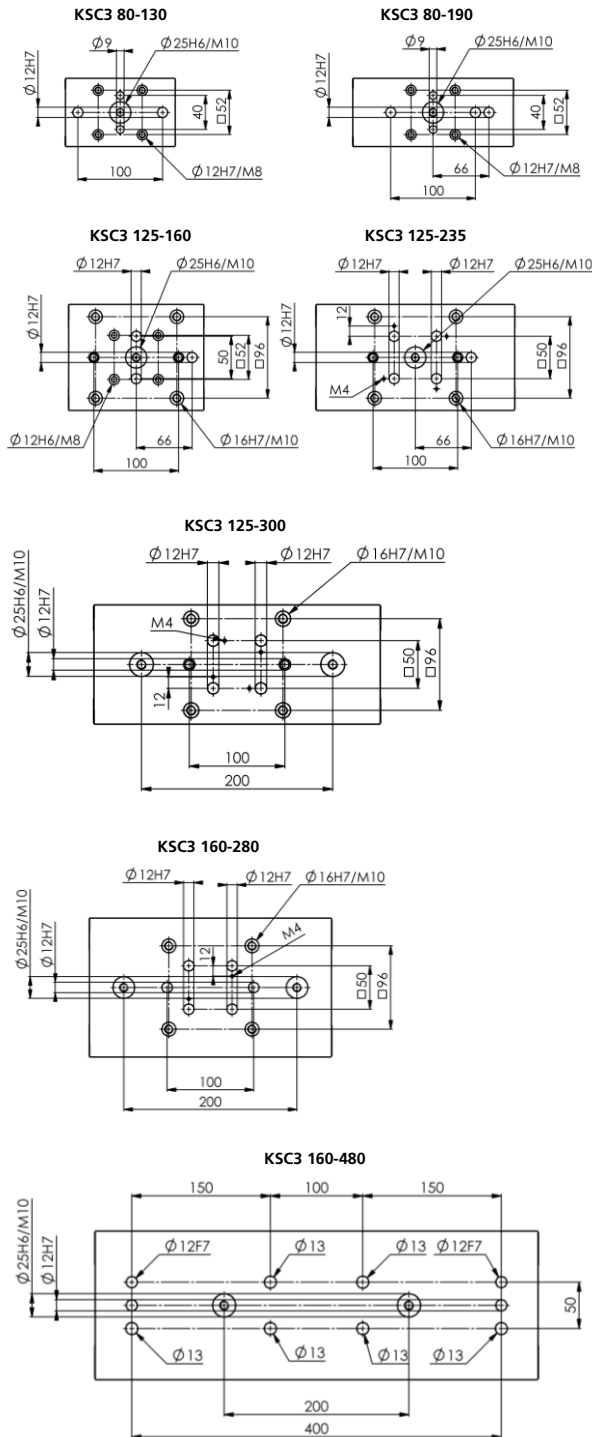 KSC3 80-130
KSC3 80-190
Ø9
Ø25H6/M10
Ø9
Ø25H6/M10
Ø12H7
40
□52
Ø12H7
40
□52
100
Ø12H7/M8
66
Ø12H7/M8
100
KSC3 125-160
KSC3 125-235
Ø12H7
Ø25H6/M10
Ø12H7
Ø12H7
Ø25H6/M10
12
Ø12H7
50
□52
□96
Ø12H7
M4
□50
□96
Ø12H6/M8
66
Ø16H7/M10
66
Ø16H7/M10
100
100
KSC3 125-300
Ø12H7
Ø12H7
Ø16H7/M10
Ø25H6/M10
Ø12H7
M4
12
□50
□96
100
200
KSC3 160-280
Ø12H7
Ø12H7
Ø16H7/M10
Ø25H6/M10
Ø12H7
12
M4
□50
□96
100
200
KSC3 160-480
150
100
150
Ø25H6/M10
Ø12H7
Ø12F7
Ø13
Ø13
Ø12F7
50
Ø13
Ø13
Ø13
Ø13
200
400